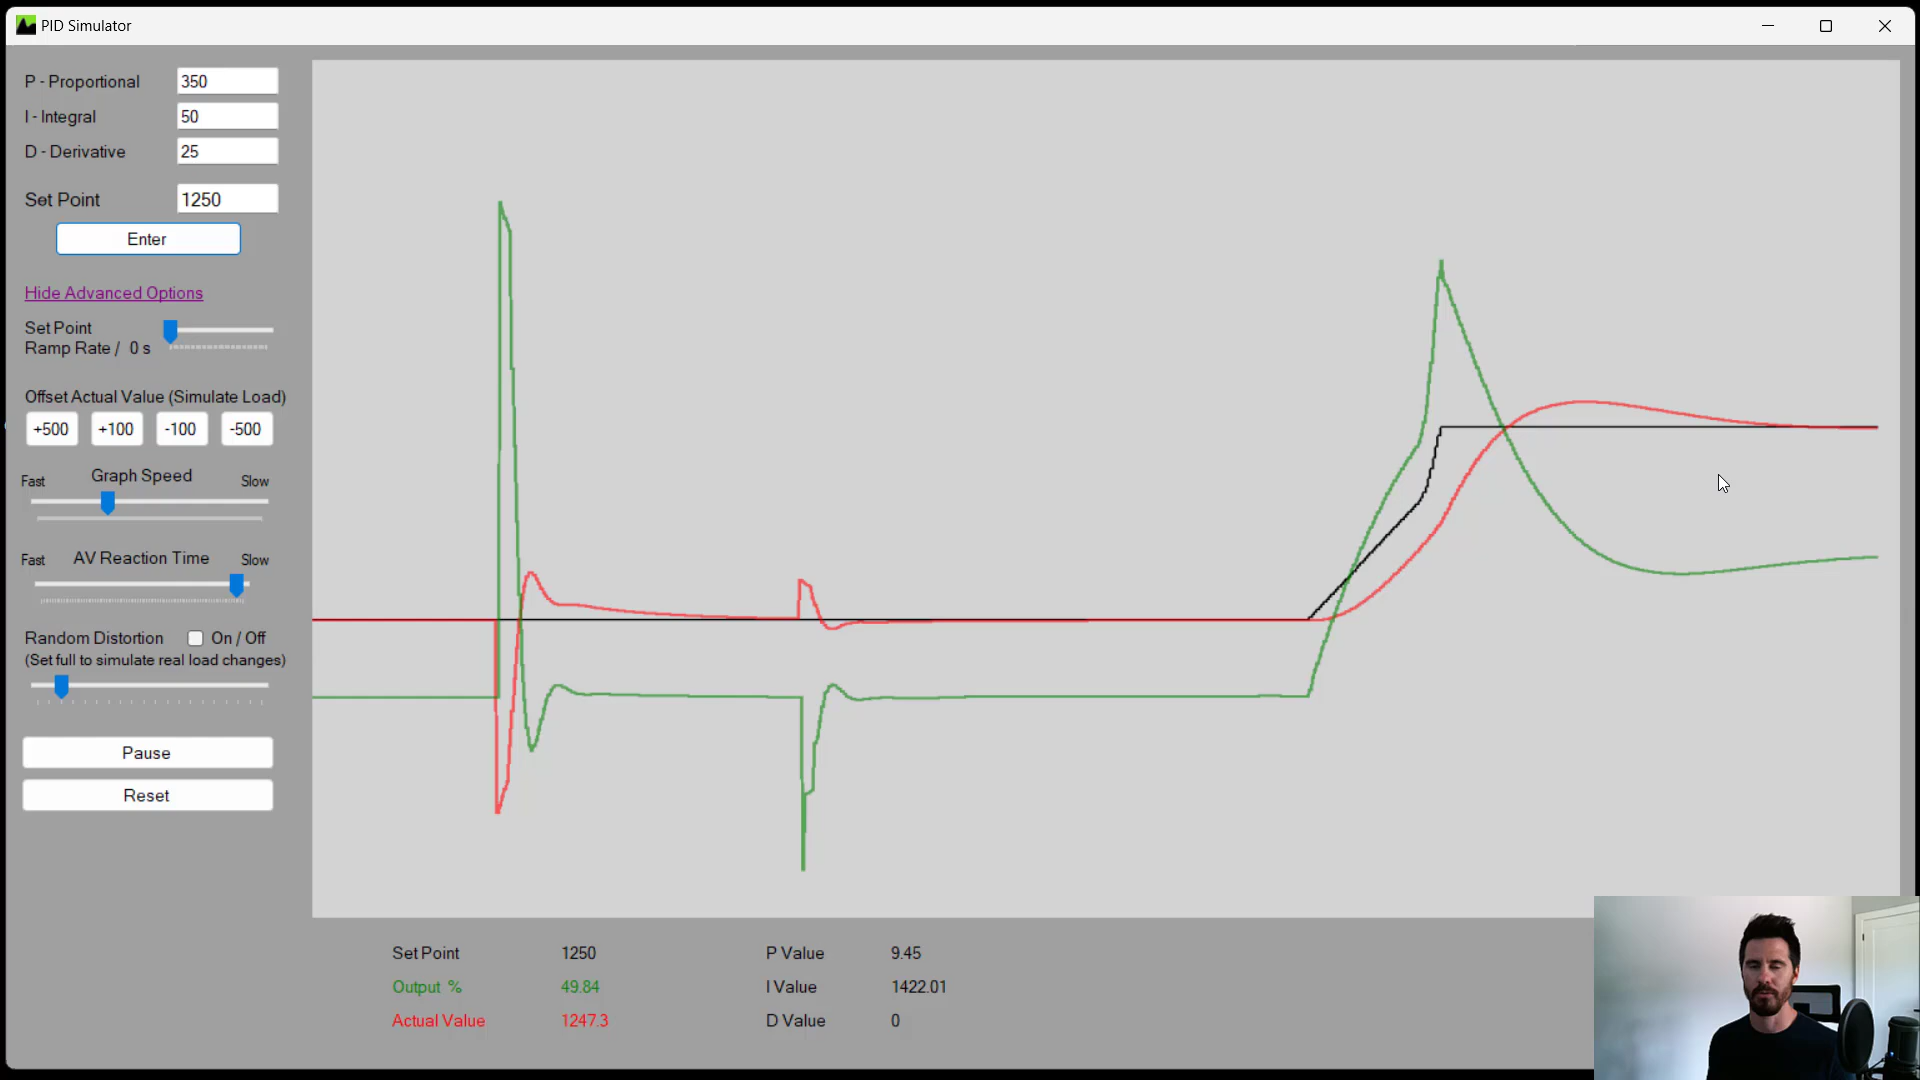 PID Simulator
P - Proportional 350
I - Integral 50
D - Derivative 25
Set Point 1250
Enter
Hide Advanced Options
Set Point
Ramp Rate / 0 s
Offset Actual Value (Simulate Load)
+500 +100 -100 -500
Graph Speed
Fast Slow
AV Reaction Time
Fast Slow
Random Distortion On / Off
(Set full to simulate real load changes)
Pause
Reset
Set Point 1250 P Value 9.45
Output % 49.84 I Value 1422.01
Actual Value 1247.3 D Value 0